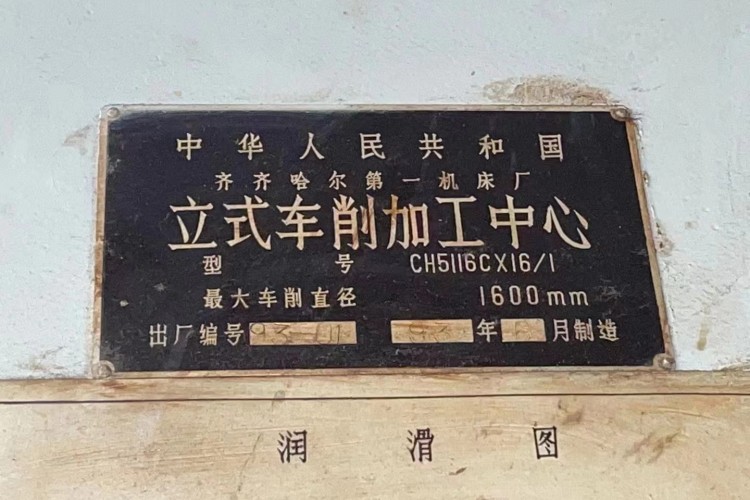 中华人民共和国
齐齐哈尔第一机床厂
立式车削加工中心
型号 CH5116CX16/1
最大车削直径 1600mm
出厂编号 年 月制造
润滑图